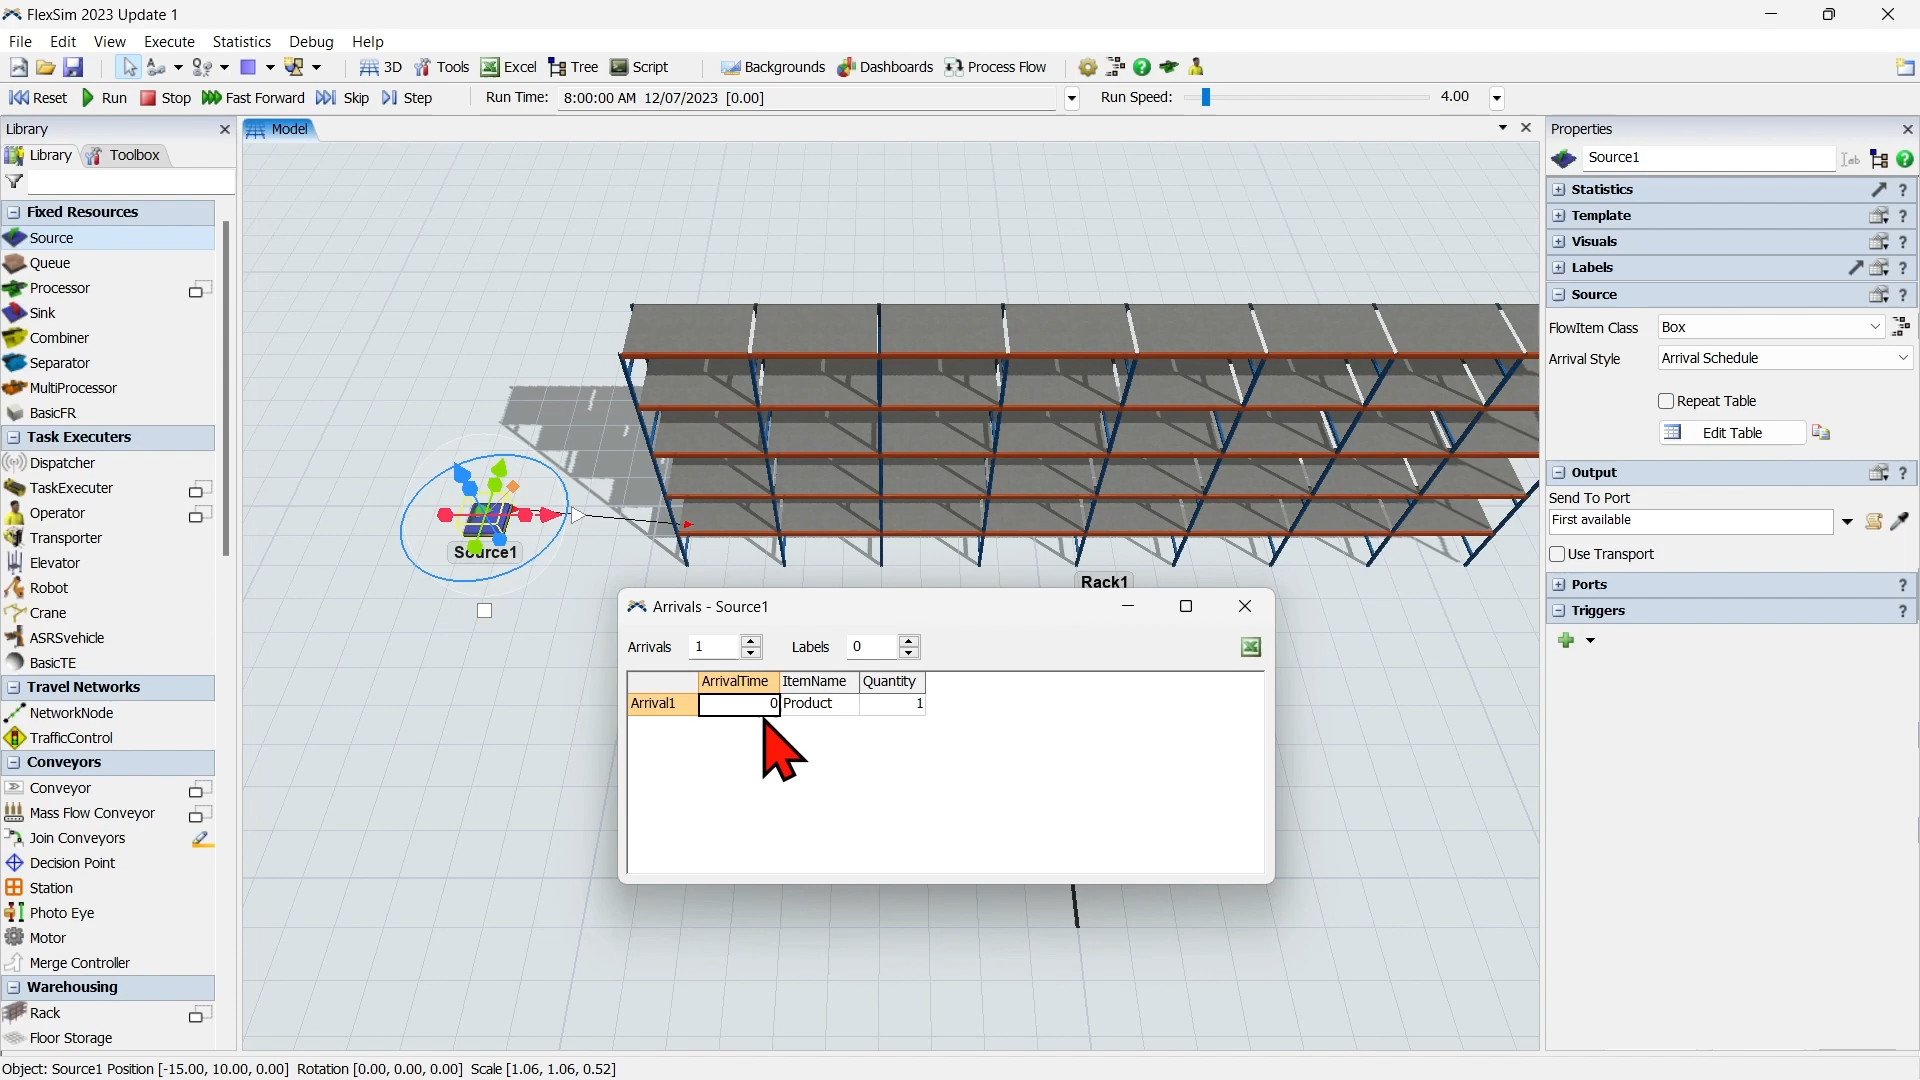 FlexSim 2023 Update 1
File Edit View Execute Statistics Debug Help
3D Tools Excel Tree Script Backgrounds Dashboards Process Flow
Reset Run Stop Fast Forward Skip Step Run Time: 8:00:00 AM 12/07/2023 [0.00] Run Speed: 4.00
Library
Library Toolbox
Fixed Resources
Source
Queue
Processor
Sink
Combiner
Separator
MultiProcessor
BasicFR
Task Executers
Dispatcher
TaskExecuter
Operator
Transporter
Elevator
Robot
Crane
ASRSvehicle
BasicTE
Travel Networks
NetworkNode
TrafficControl
Conveyors
Conveyor
Mass Flow Conveyor
Join Conveyors
Decision Point
Station
Photo Eye
Motor
Merge Controller
Warehousing
Rack
Floor Storage
Model
Source1
Rack1
Arrivals - Source1
Arrivals 1 Labels 0
ArrivalTime ItemName Quantity
Arrival1 0 Product 1
Properties
Source1
Statistics
Template
Visuals
Labels
Source
FlowItem Class Box
Arrival Style Arrival Schedule
Repeat Table
Edit Table
Output
Send To Port
First available
Use Transport
Ports
Triggers
Object: Source1 Position [-15.00, 10.00, 0.00] Rotation [0.00, 0.00, 0.00] Scale [1.06, 1.06, 0.52]